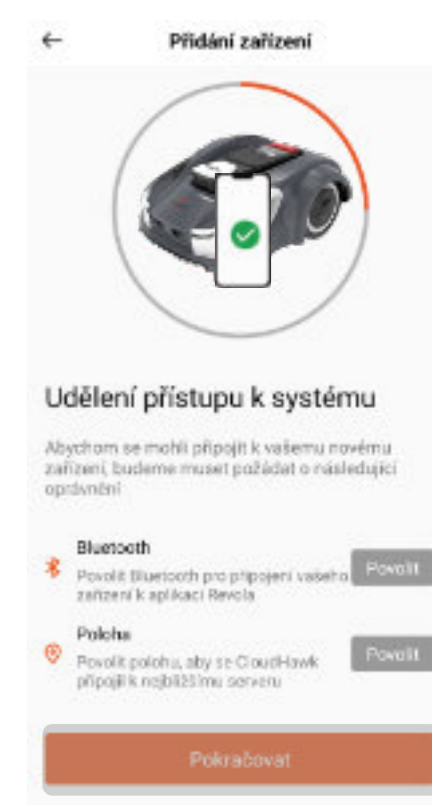 Přidání zařízení
Udělení přístupu k systému
Abychom se mohli připojit k vašemu novému
zařízení, budeme muset požádat o následující
oprávnění
Bluetooth
Povolit Bluetooth pro připojení vašeho
zařízení k aplikaci Revola
Povolit
Poloha
Povolit polohu, aby se CloudHawk
připojil k nejbližšímu serveru
Povolit
Pokračovat